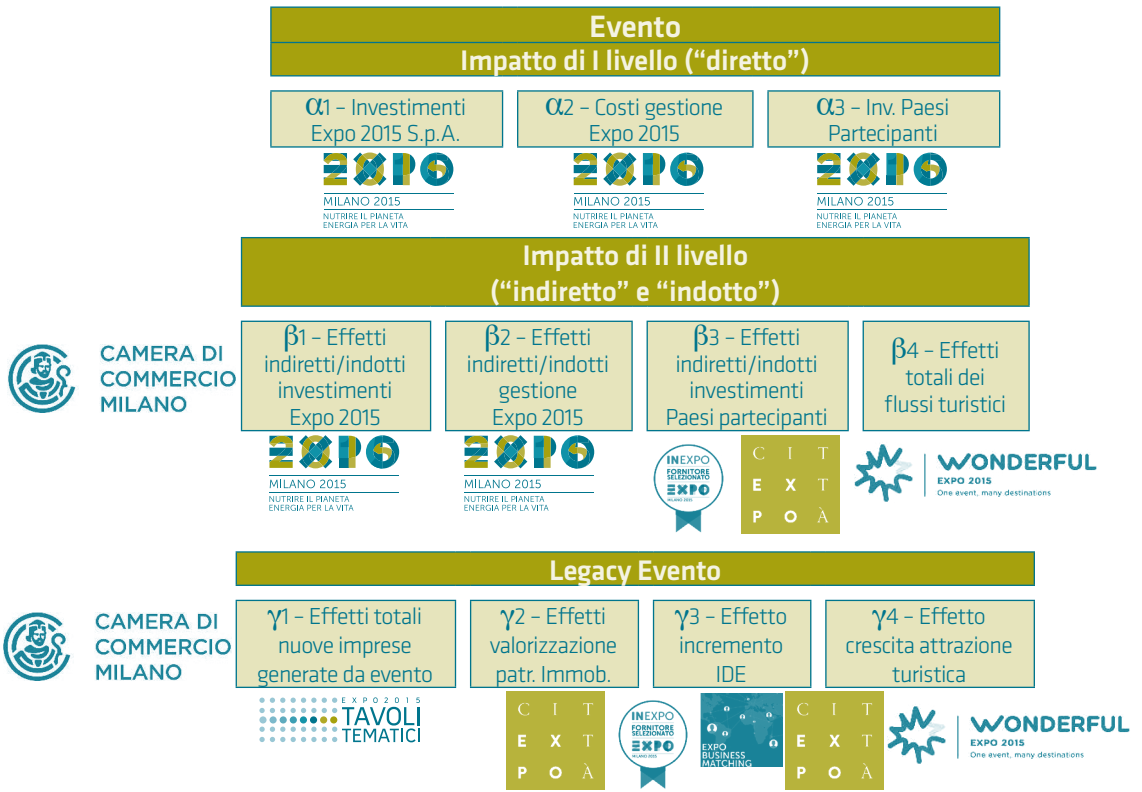 Evento
Impatto di I livello (“diretto”)
α1 – Investimenti
Expo 2015 S.p.A.
α2 – Costi gestione
Expo 2015
α3 – Inv. Paesi
Partecipanti
EXPO
MILANO 2015
NUTRIRE IL PIANETA
ENERGIA PER LA VITA
EXPO
MILANO 2015
NUTRIRE IL PIANETA
ENERGIA PER LA VITA
EXPO
MILANO 2015
NUTRIRE IL PIANETA
ENERGIA PER LA VITA
Impatto di II livello
(“indiretto” e “indotto”)
CAMERA DI
COMMERCIO
MILANO
β1 – Effetti
indiretti/indotti
investimenti
Expo 2015
β2 – Effetti
indiretti/indotti
gestione
Expo 2015
β3 – Effetti
indiretti/indotti
investimenti
Paesi partecipanti
β4 – Effetti
totali dei
flussi turistici
EXPO
MILANO 2015
NUTRIRE IL PIANETA
ENERGIA PER LA VITA
EXPO
MILANO 2015
NUTRIRE IL PIANETA
ENERGIA PER LA VITA
INEXPO
FORNITORE
SELEZIONATO
EXPO
MILANO 2015
C I T
E X T
P O À
WONDERFUL
EXPO 2015
One event, many destinations
Legacy Evento
CAMERA DI
COMMERCIO
MILANO
γ1 – Effetti totali
nuove imprese
generate da evento
γ2 – Effetti
valorizzazione
patr. Immob.
γ3 – Effetto
incremento
IDE
γ4 – Effetto
crescita attrazione
turistica
EXPO2015
TAVOLI
TEMATICI
C I T
E X T
P O À
INEXPO
FORNITORE
SELEZIONATO
EXPO
MILANO 2015
EXPO
BUSINESS
MATCHING
C I T
E X T
P O À
WONDERFUL
EXPO 2015
One event, many destinations